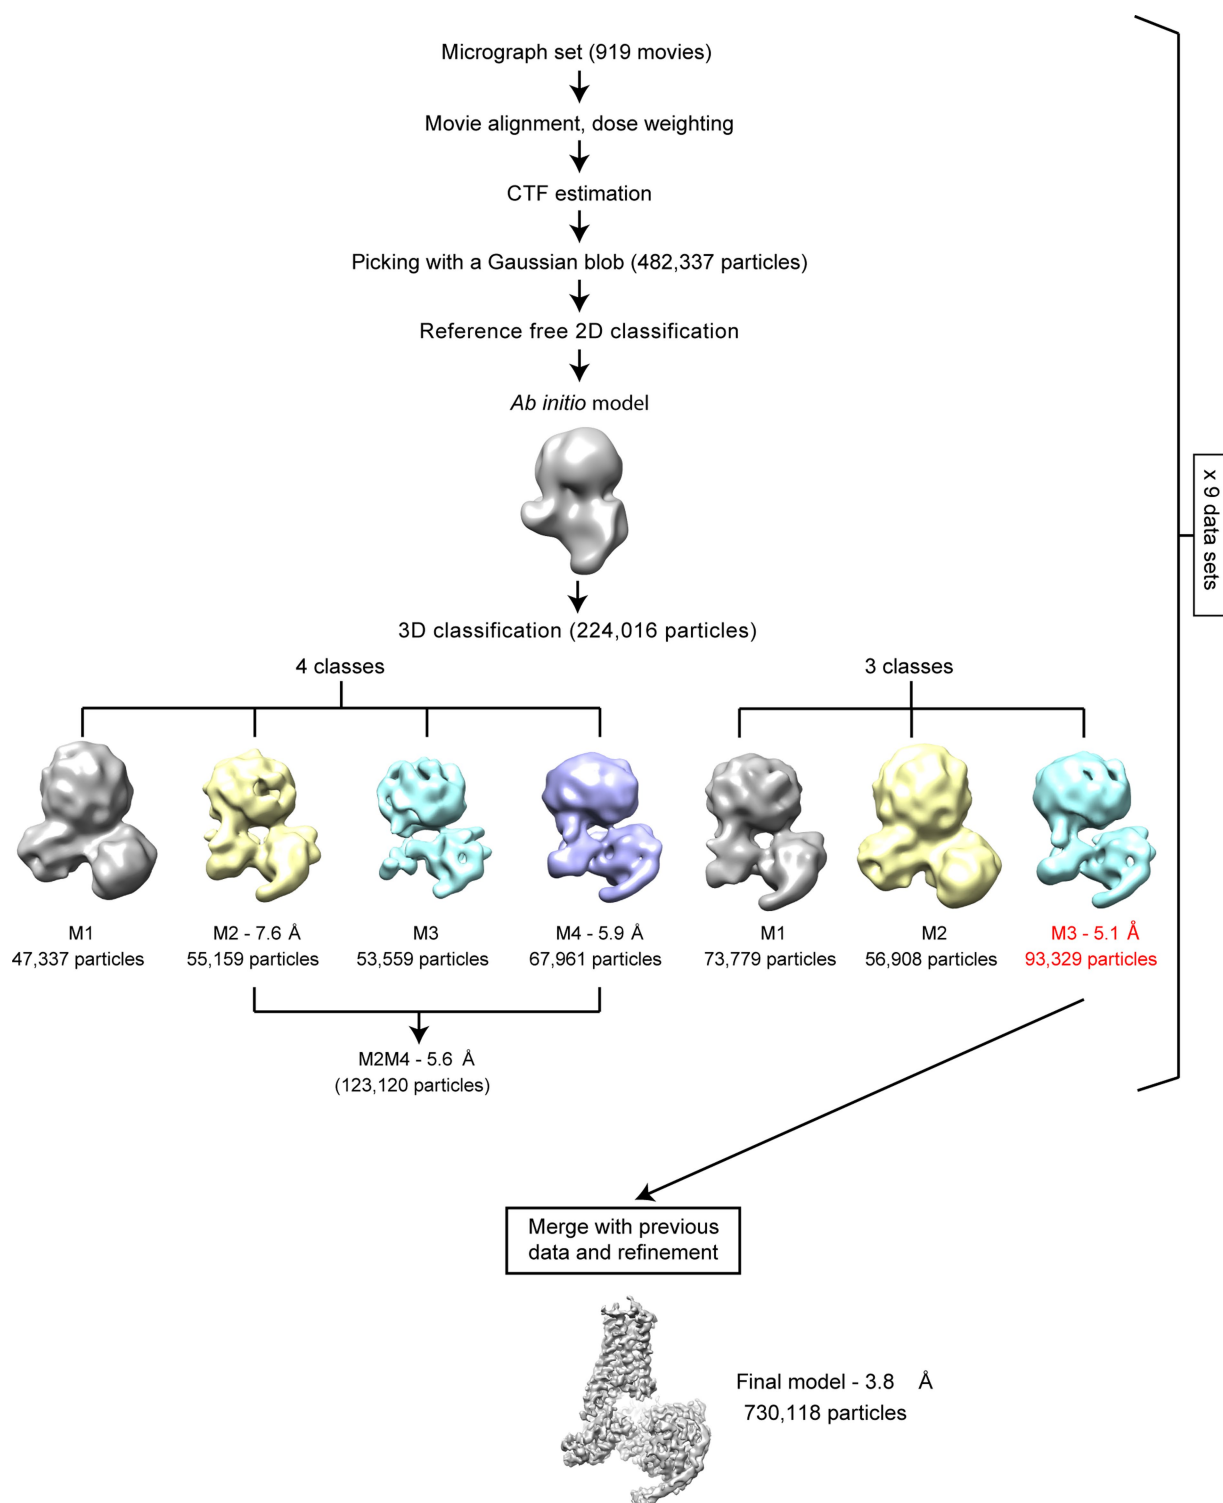 Micrograph set (919 movies)
Movie alignment, dose weighting
CTF estimation
Picking with a Gaussian blob (482,337 particles)
Reference free 2D classification
Ab initio model
3D classification (224,016 particles)
4 classes
3 classes
M1
47,337 particles
M2 - 7.6 Å
55,159 particles
M3
53,559 particles
M4 - 5.9 Å
67,961 particles
M1
73,779 particles
M2
56,908 particles
M3 - 5.1 Å
93,329 particles
M2M4 - 5.6 Å
(123,120 particles)
x 9 data sets
Merge with previous
data and refinement
Final model - 3.8 Å
730,118 particles